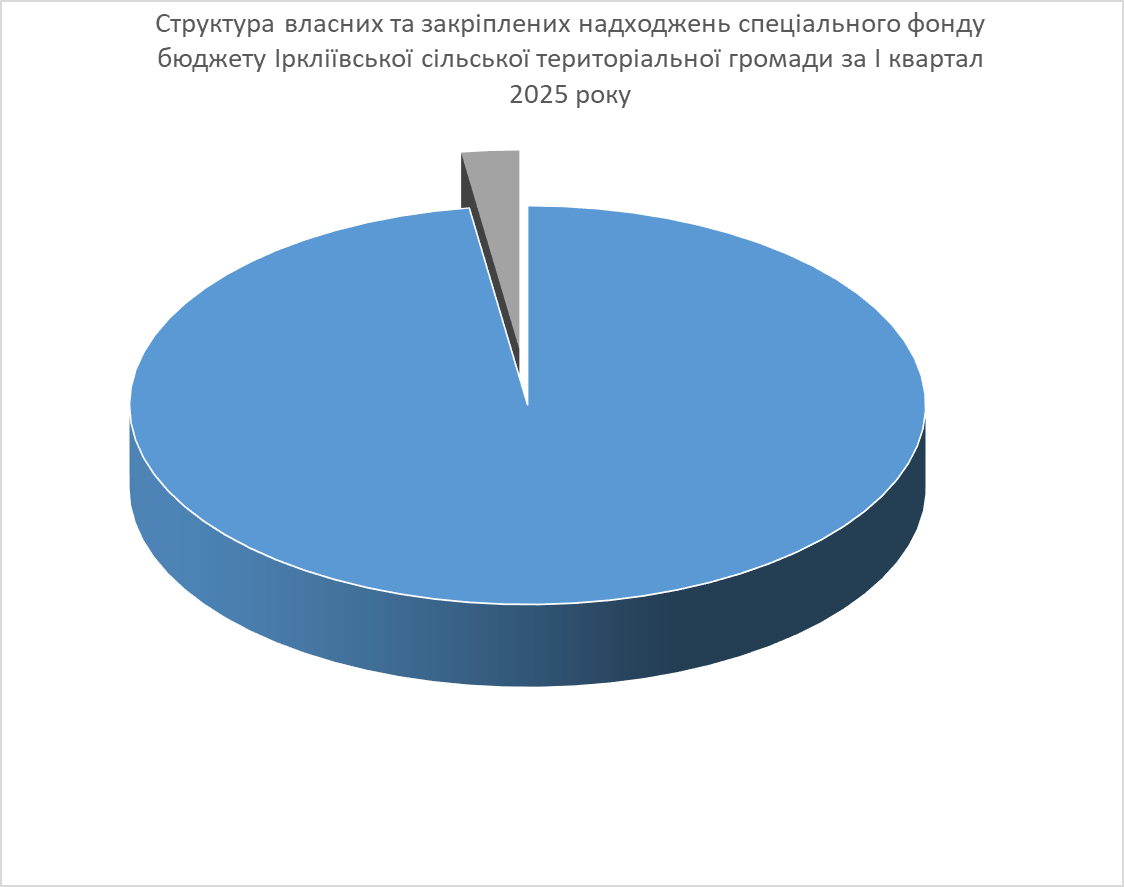 Структура власних та закріплених надходжень спеціального фонду
бюджету Іркліївської сільської територіальної громади за І квартал
2025 року